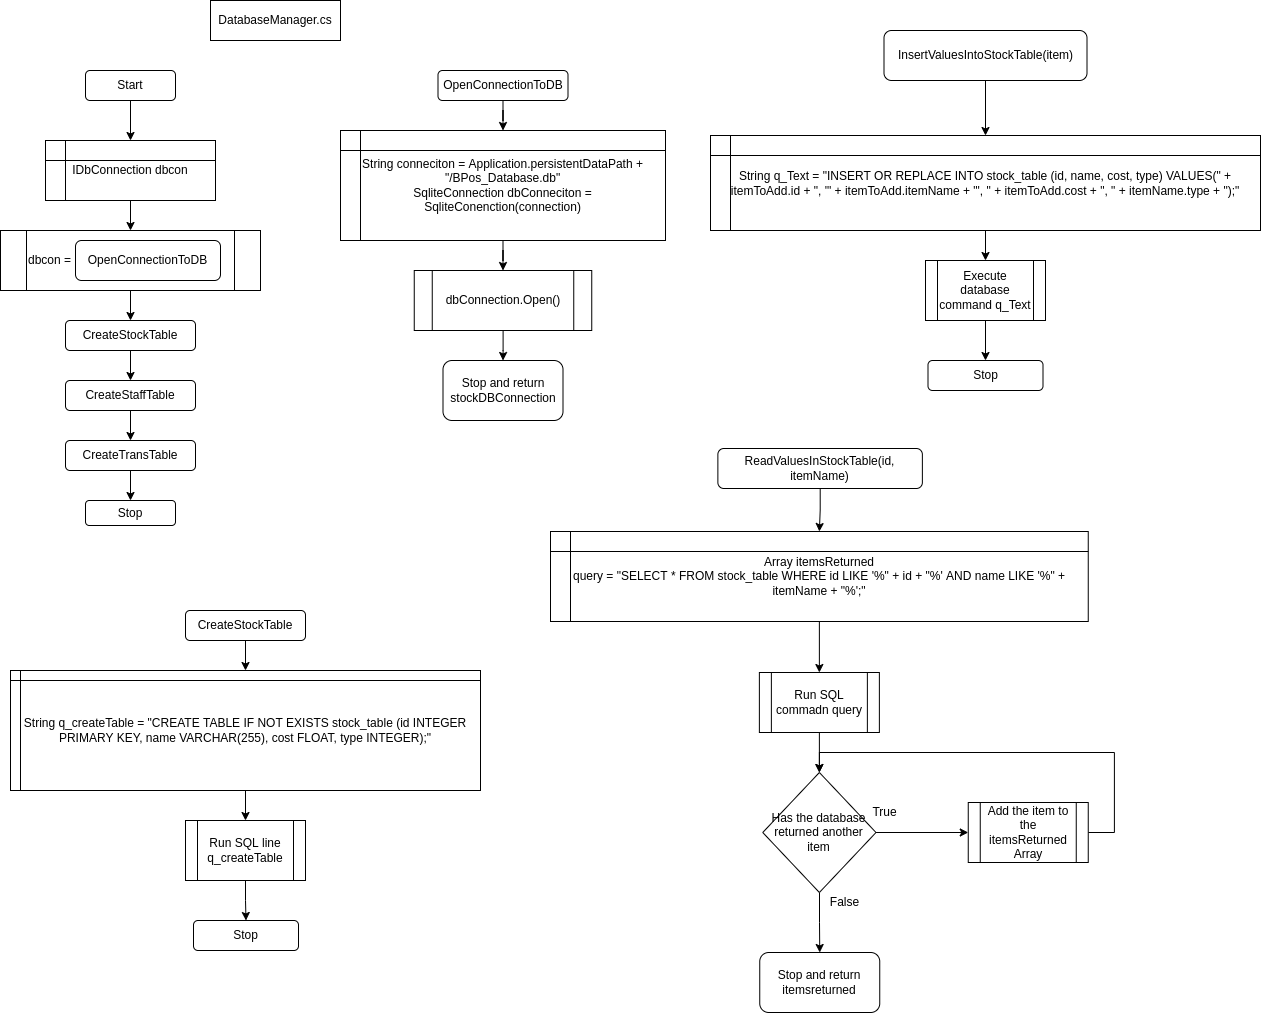 DatabaseManager.cs
Start
IDbConnection dbcon
dbcon =
OpenConnectionToDB
CreateStockTable
CreateStaffTable
CreateTransTable
Stop
OpenConnectionToDB
String conneciton = Application.persistentDataPath +
"/BPos_Database.db"
SqliteConnection dbConneciton =
SqliteConenction(connection)
dbConnection.Open()
Stop and return
stockDBConnection
InsertValuesIntoStockTable(item)
String q_Text = "INSERT OR REPLACE INTO stock_table (id, name, cost, type) VALUES(" +
itemToAdd.id + ", '" + itemToAdd.itemName + "', " + itemToAdd.cost + ", " + itemName.type + ");"
Execute
database
command q_Text
Stop
ReadValuesInStockTable(id,
itemName)
Array itemsReturned
query = "SELECT * FROM stock_table WHERE id LIKE '%" + id + "%' AND name LIKE '%" +
itemName + "%';"
Run SQL
commadn query
Has the database
returned another
item
True
Add the item to
the
itemsReturned
Array
False
Stop and return
itemsreturned
CreateStockTable
String q_createTable = "CREATE TABLE IF NOT EXISTS stock_table (id INTEGER
PRIMARY KEY, name VARCHAR(255), cost FLOAT, type INTEGER);"
Run SQL line
q_createTable
Stop